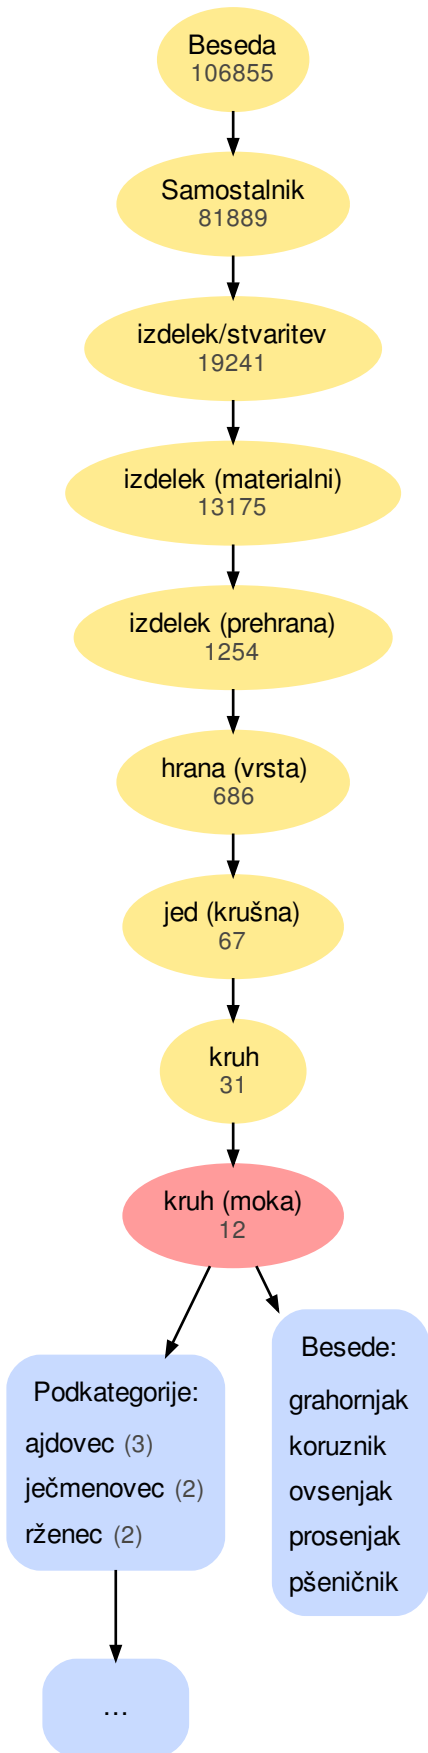 Beseda
106855
Samostalnik
81889
izdelek/stvaritev
19241
izdelek (materialni)
13175
izdelek (prehrana)
1254
hrana (vrsta)
686
jed (krušna)
67
kruh
31
kruh (moka)
12
Podkategorije:
ajdovec (3)
ječmenovec (2)
rženec (2)
Besede:
grahornjak
koruznik
ovsenjak
prosenjak
pšeničnik
...